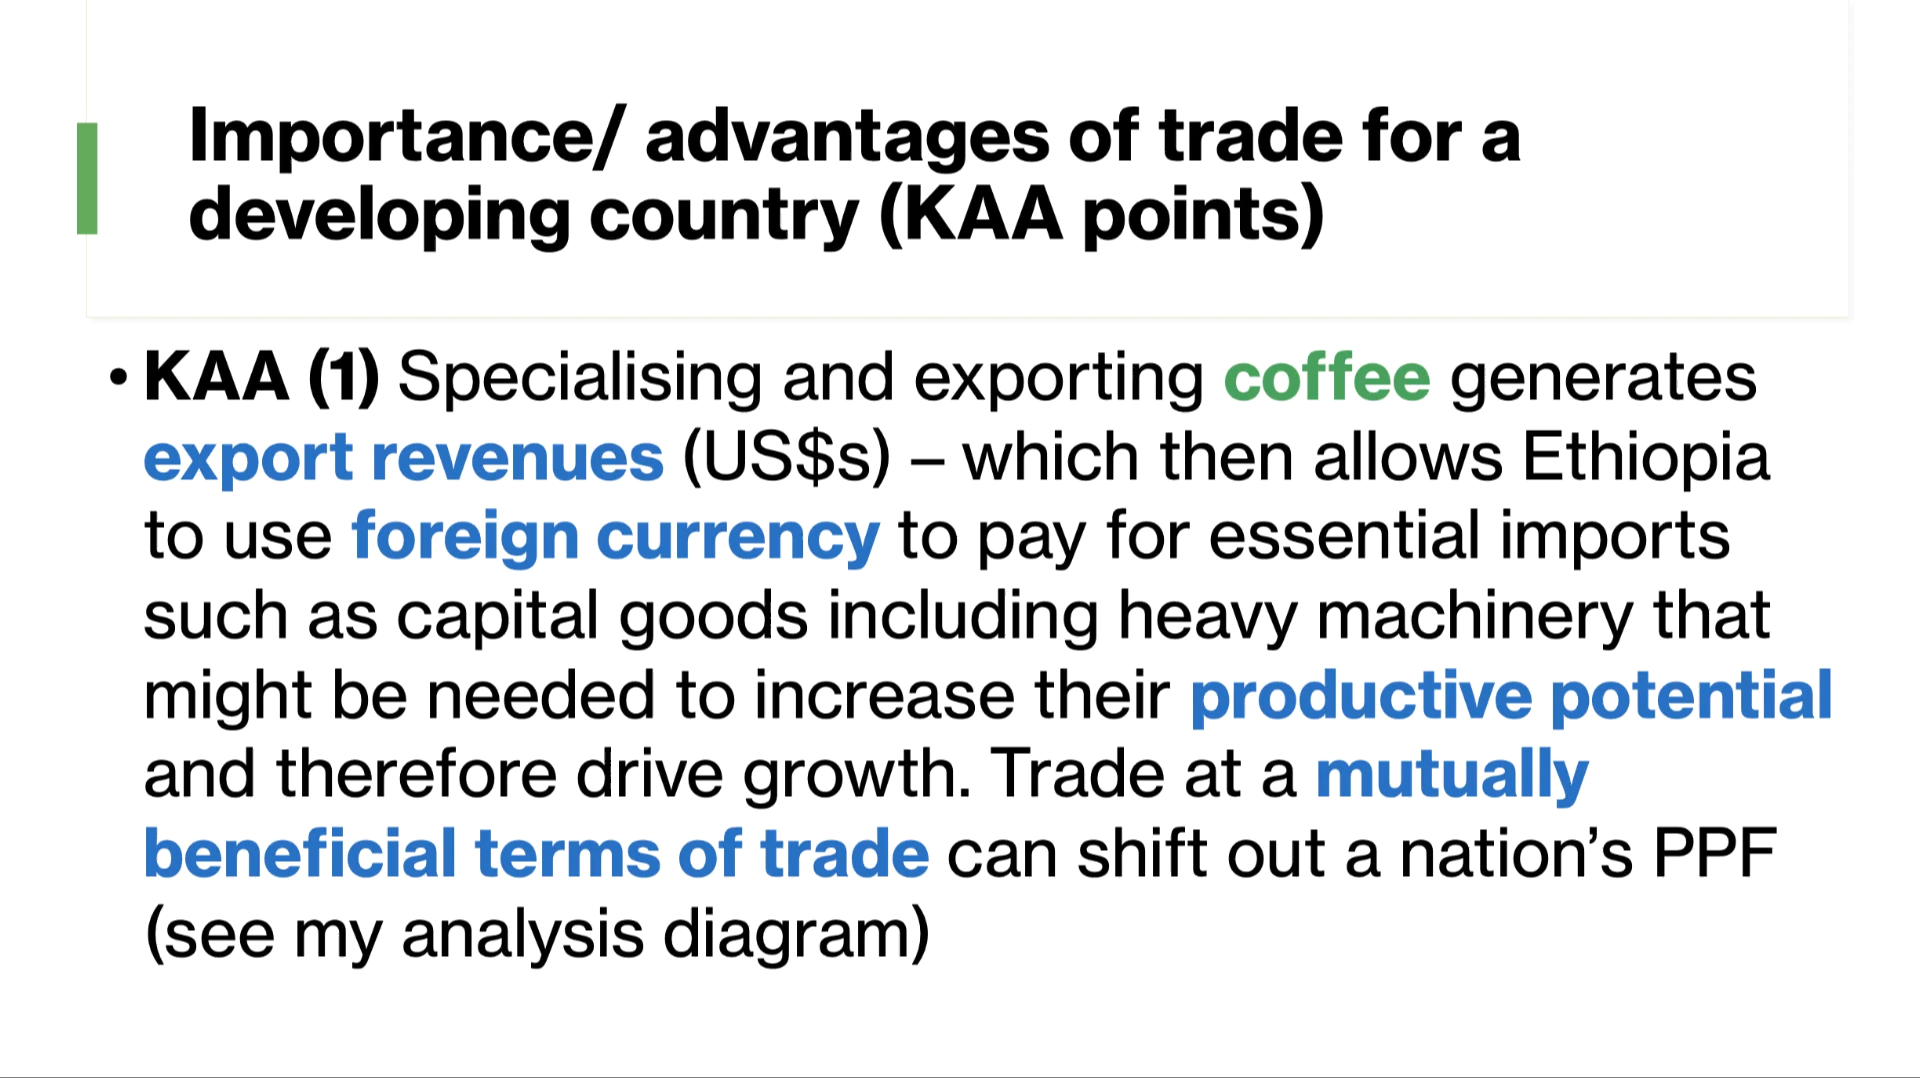 Importance/ advantages of trade for a
developing country (KAA points)
• KAA (1) Specialising and exporting coffee generates
export revenues (US$s) – which then allows Ethiopia
to use foreign currency to pay for essential imports
such as capital goods including heavy machinery that
might be needed to increase their productive potential
and therefore drive growth. Trade at a mutually
beneficial terms of trade can shift out a nation’s PPF
(see my analysis diagram)